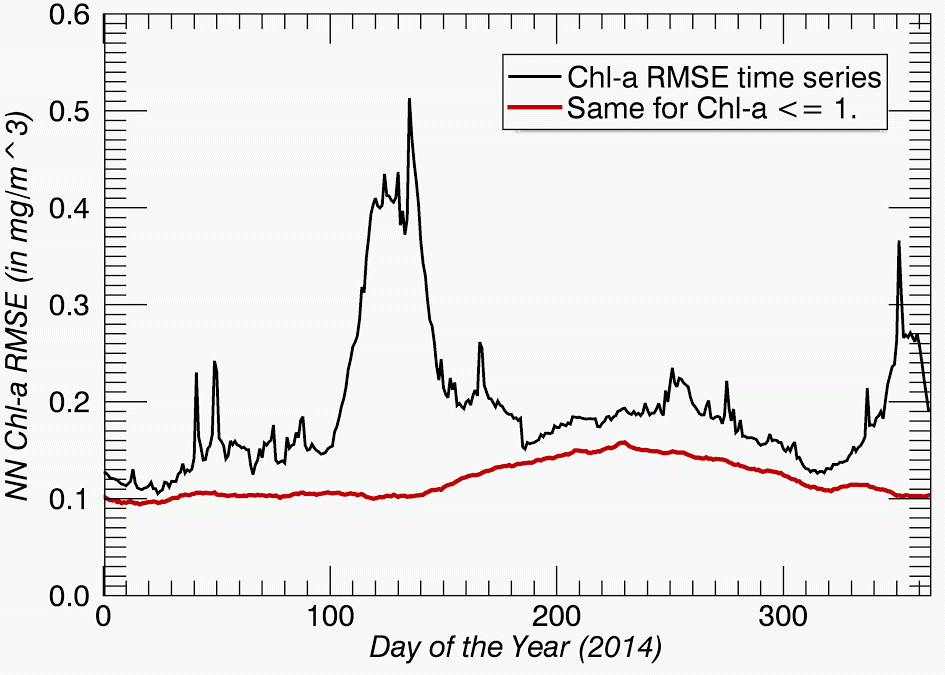 0.6
0.5
0.4
0.3
0.2
0.1
0.0
NN Chl-a RMSE (in mg/m ^ 3)
Chl-a RMSE time series
Same for Chl-a <= 1.
0 100 200 300
Day of the Year (2014)